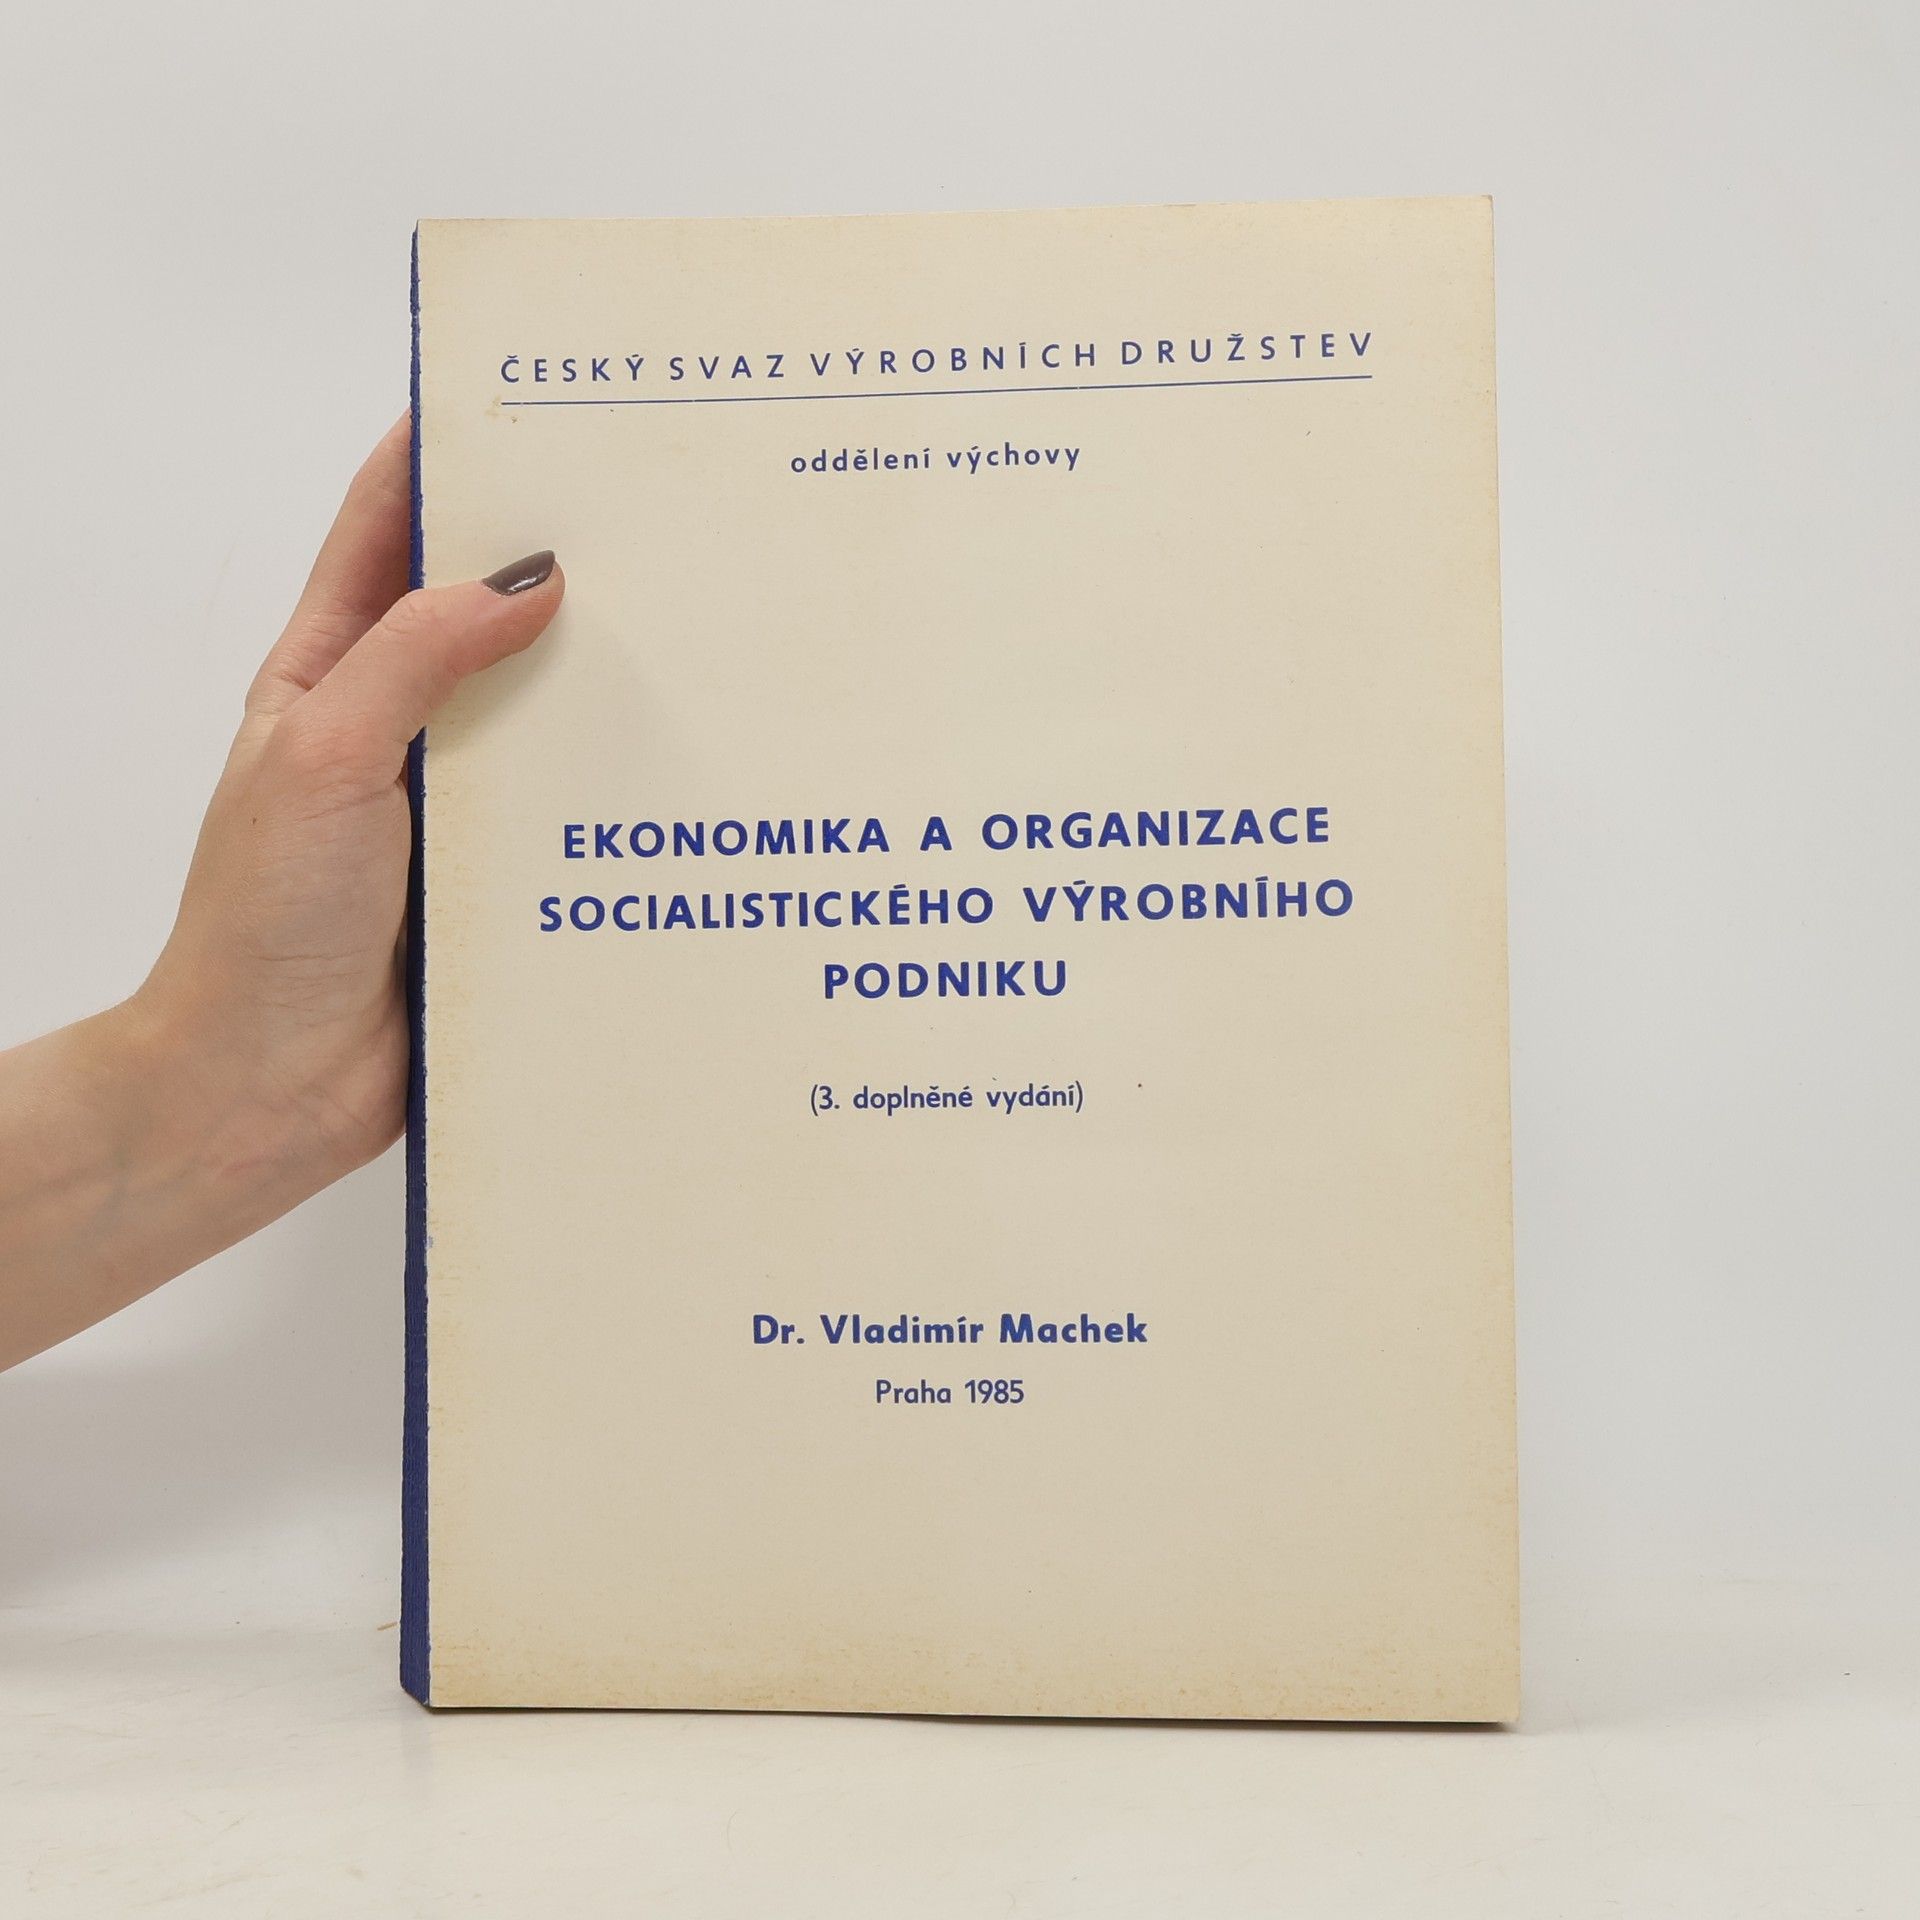 ČESKÝ SVAZ VÝROBNÍCH DRUŽSTEV
oddělení výchovy
EKONOMIKA A ORGANIZACE
SOCIALISTICKÉHO VÝROBNÍHO
PODNIKU
(3. doplněné vydání)
Dr. Vladimír Machek
Praha 1985